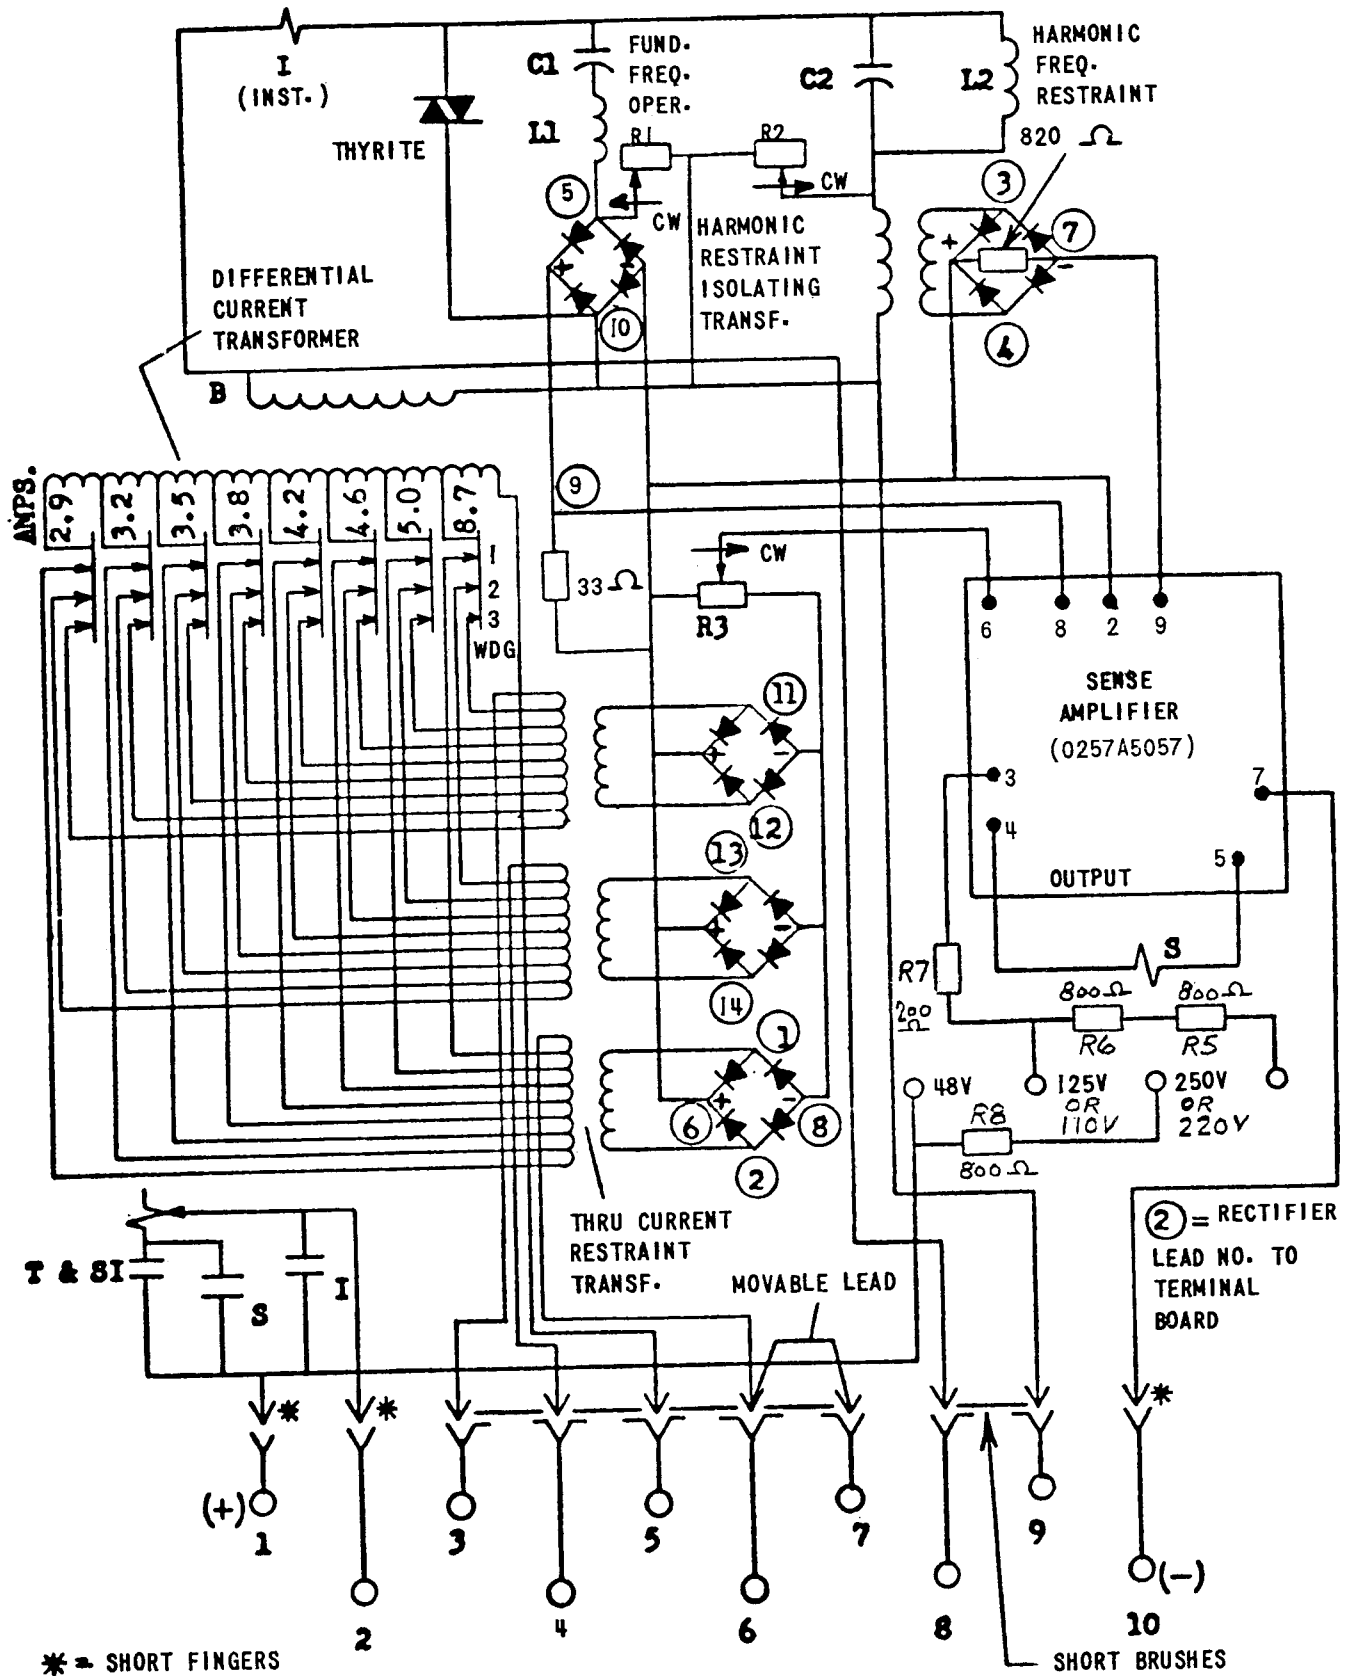 I
(INST.)
THYRITE
C1
L1
FUND.
FREQ.
OPER.
R1
R2
CW
CW
C2
L2
HARMONIC
FREQ.
RESTRAINT
820 Ω
3
7
+
-
4
5
+
-
10
HARMONIC
RESTRAINT
ISOLATING
TRANSF.
DIFFERENTIAL
CURRENT
TRANSFORMER
B
AMPS.
2.9
3.2
3.5
3.8
4.2
4.6
5.0
8.7
1
2
3
WDG
9
33 Ω
CW
R3
6
8
2
9
SENSE
AMPLIFIER
(0257A5057)
3
4
7
5
OUTPUT
11
+
-
12
13
+
-
14
1
6
+
-
8
2
S
R7
200
Ω
800Ω
R6
800Ω
R5
48V
125V
OR
110V
250V
OR
220V
R8
800Ω
THRU CURRENT
RESTRAINT
TRANSF.
2 = RECTIFIER
LEAD NO. TO
TERMINAL
BOARD
T & SI
S
I
MOVABLE LEAD
*
*
*
(+)
1
2
3
4
5
6
7
8
9
10
(-)
* = SHORT FINGERS
SHORT BRUSHES